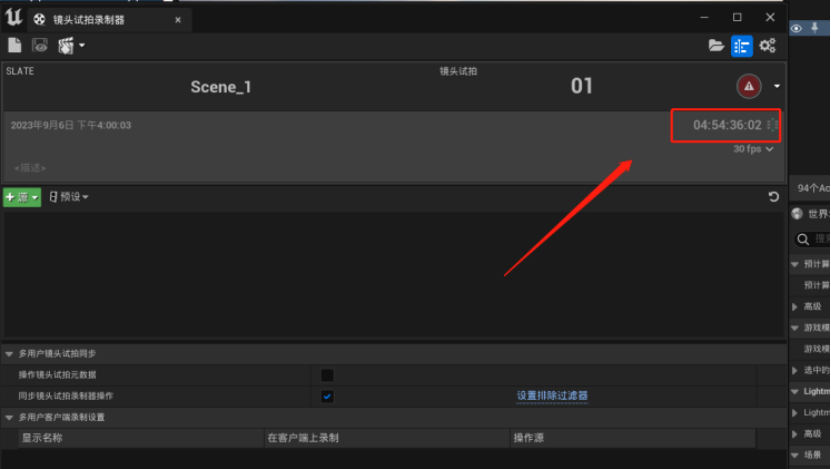 镜头试拍录制器
SLATE
镜头试拍
Scene_1
01
2023年9月6日 下午4:00:03
04:54:36:02
30 fps
<描述>
+ 源
预设
多用户镜头试拍同步
操作镜头试拍元数据
同步镜头试拍录制器操作
设置排除过滤器
多用户客户端录制设置
显示名称
在客户端上录制
操作源
94个Ac
世界
搜索
预计算
预计算
高级
游戏模
游戏模
选中的
Lightm
Lightm
高级
场景